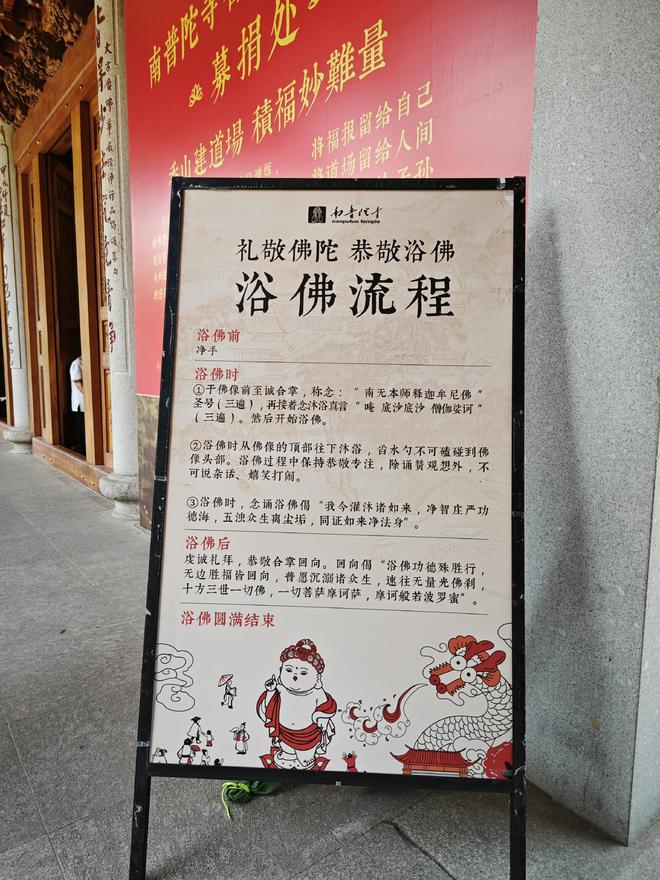 南普陀寺
募捐处
香山建道場 積福妙難量
将福报留给自己
将道场留给人间
南普陀寺
nanputuo temple
礼敬佛陀 恭敬浴佛
浴佛流程
浴佛前
净手
浴佛时
①于佛像前至诚合掌，称念：“南无本师释迦牟尼佛”
圣号（三遍），再接着念沐浴真言“唵 底沙底沙 僧伽娑诃”
（三遍）。然后开始浴佛。
②浴佛时从佛像的顶部往下沐浴，舀水勺不可磕碰到佛
像头部。浴佛过程中保持恭敬专注，除诵赞观想外，不
可说杂话、嬉笑打闹。
③浴佛时，念诵浴佛偈“我今灌沐诸如来，净智庄严功
德海，五浊众生离尘垢，同证如来净法身”。
浴佛后
虔诚礼拜，恭敬合掌回向。回向偈“浴佛功德殊胜行，
无边胜福皆回向，普愿沉溺诸众生，速往无量光佛刹，
十方三世一切佛，一切菩萨摩诃萨，摩诃般若波罗蜜”。
浴佛圆满结束